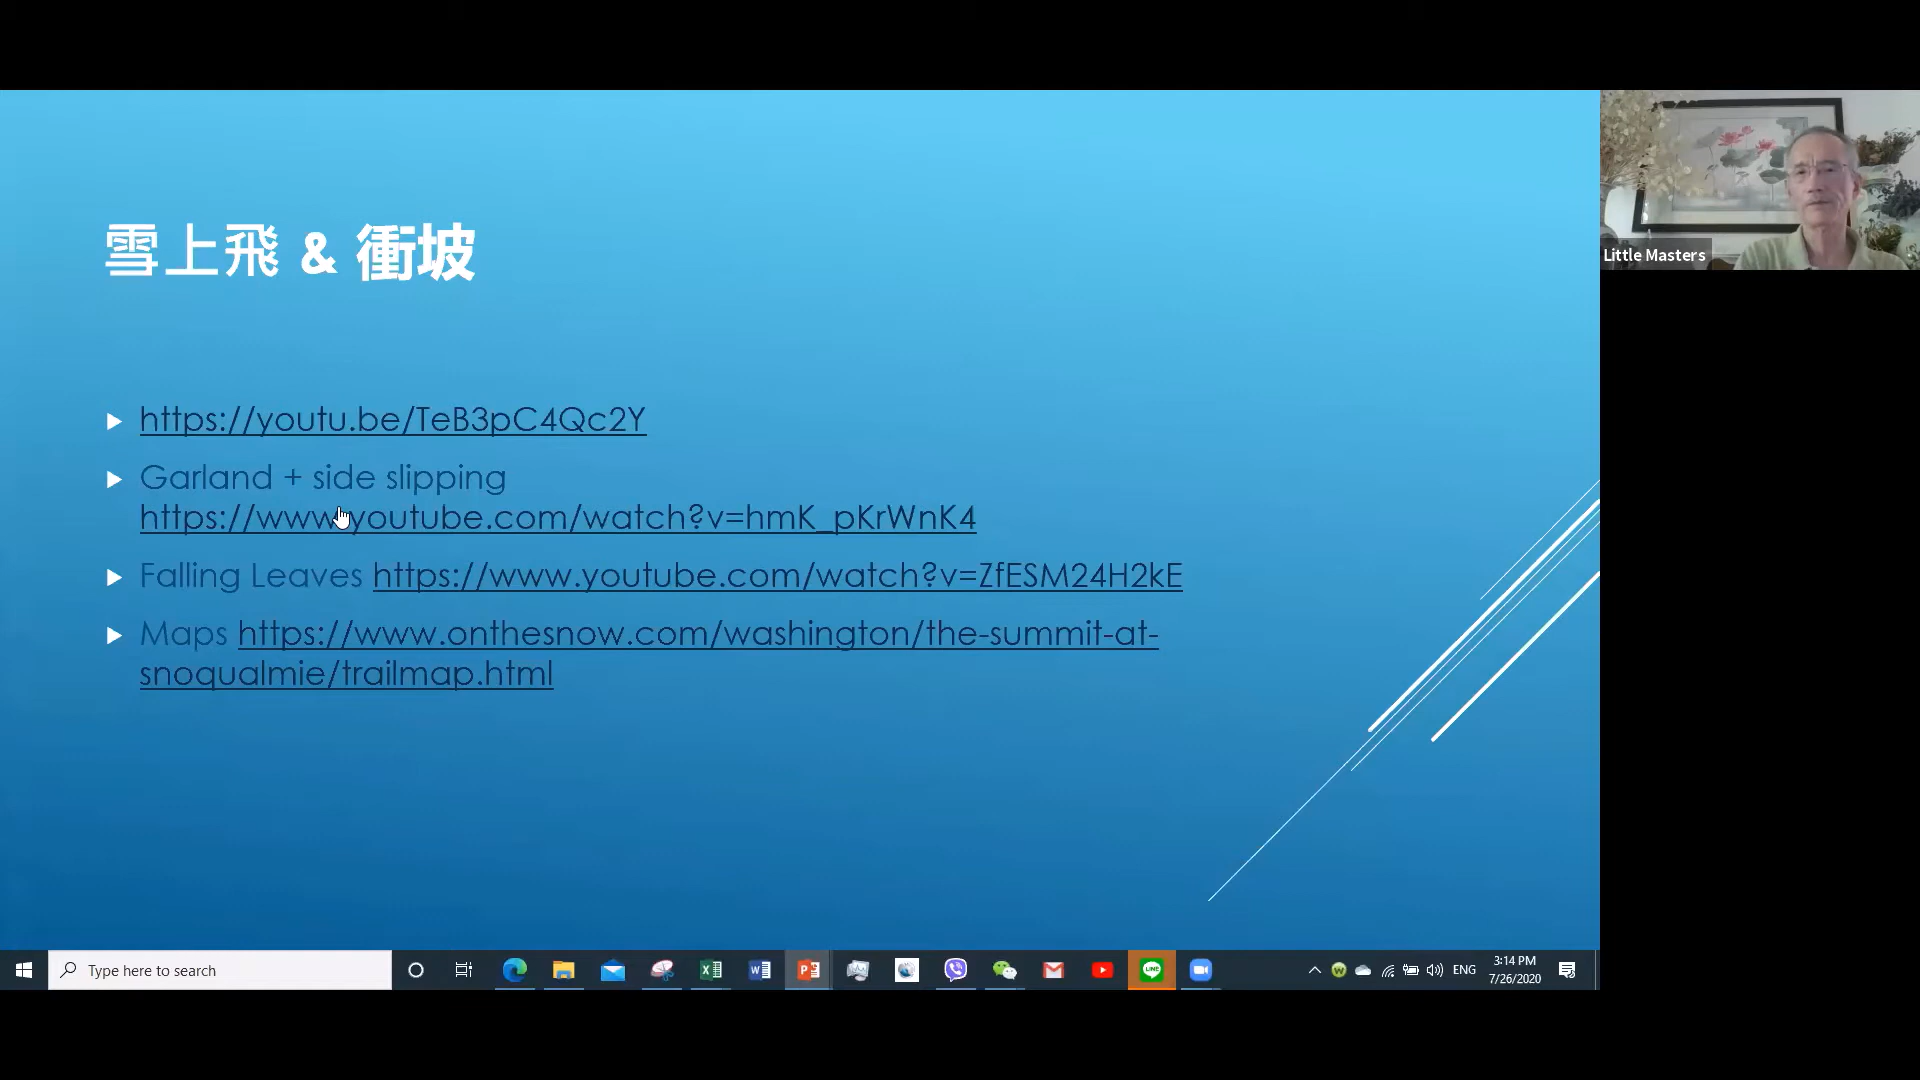 雪上飛 & 衝坡
https://youtu.be/TeB3pC4Qc2Y
Garland + side slipping
https://www.youtube.com/watch?v=hmK_pKrWnK4
Falling Leaves https://www.youtube.com/watch?v=ZfESM24H2kE
Maps https://www.onthesnow.com/washington/the-summit-at-
snoqualmie/trailmap.html
Little Masters
Type here to search
ENG
3:14 PM
7/26/2020